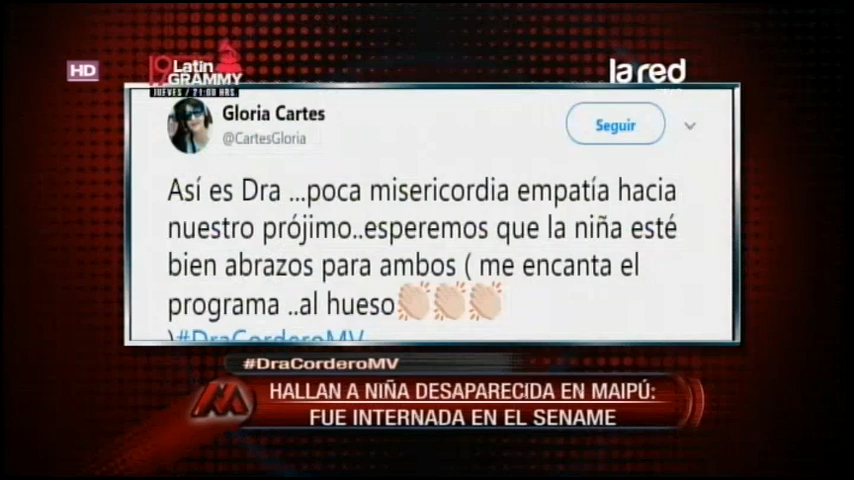 HD
19 Latin GRAMMY
JUEVES / 21:00 HRS.
la red
Gloria Cartes
@CartesGloria
Seguir
Así es Dra ...poca misericordia empatía hacia
nuestro prójimo..esperemos que la niña esté
bien abrazos para ambos ( me encanta el
programa ..al hueso👏🏻👏🏻👏🏻
)#DraCorderoMV
#DraCorderoMV
HALLAN A NIÑA DESAPARECIDA EN MAIPÚ:
FUE INTERNADA EN EL SENAME